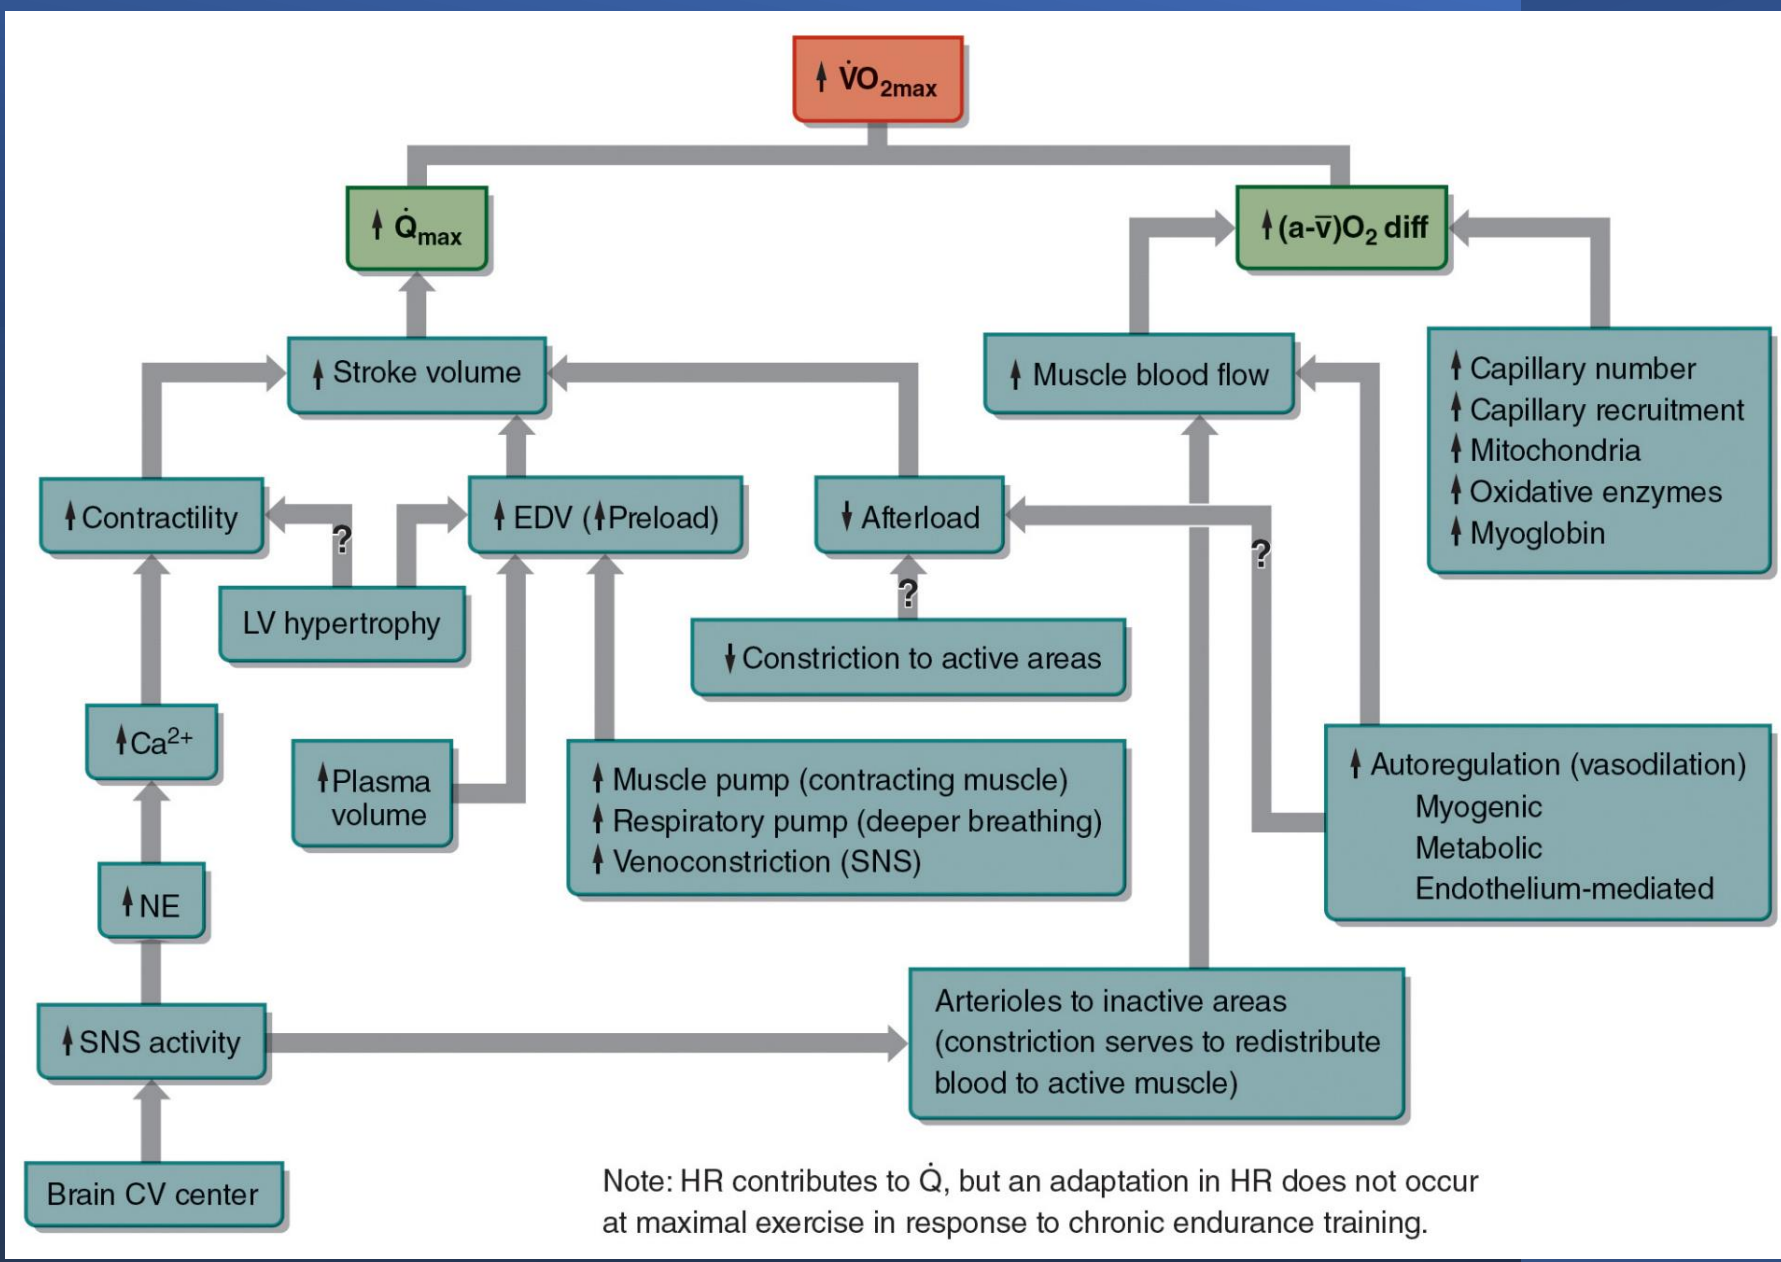 ↑ V̇O₂max
↑ Q̇max
↑ (a-v̅)O₂ diff
↑ Stroke volume
↑ Muscle blood flow
↑ Capillary number
↑ Capillary recruitment
↑ Mitochondria
↑ Oxidative enzymes
↑ Myoglobin
↑ Contractility
?
↑ EDV (↑Preload)
↓ Afterload
?
?
LV hypertrophy
↓ Constriction to active areas
↑ Ca²⁺
↑ Plasma
volume
↑ Muscle pump (contracting muscle)
↑ Respiratory pump (deeper breathing)
↑ Venoconstriction (SNS)
↑ Autoregulation (vasodilation)
Myogenic
Metabolic
Endothelium-mediated
↑ NE
↑ SNS activity
Arterioles to inactive areas
(constriction serves to redistribute
blood to active muscle)
Brain CV center
Note: HR contributes to Q̇, but an adaptation in HR does not occur
at maximal exercise in response to chronic endurance training.